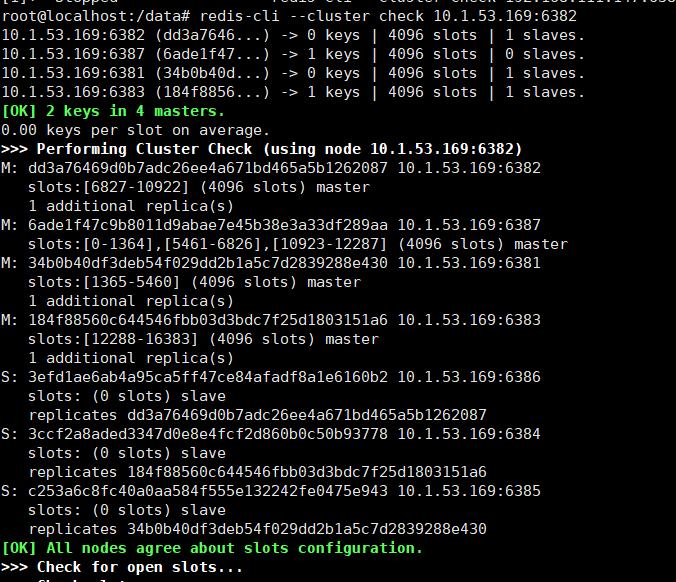 root@localhost:/data# redis-cli --cluster check 10.1.53.169:6382
10.1.53.169:6382 (dd3a7646...) -> 0 keys | 4096 slots | 1 slaves.
10.1.53.169:6387 (6ade1f47...) -> 1 keys | 4096 slots | 0 slaves.
10.1.53.169:6381 (34b0b40d...) -> 0 keys | 4096 slots | 1 slaves.
10.1.53.169:6383 (184f8856...) -> 1 keys | 4096 slots | 1 slaves.
[OK] 2 keys in 4 masters.
0.00 keys per slot on average.
>>> Performing Cluster Check (using node 10.1.53.169:6382)
M: dd3a76469d0b7adc26ee4a671bd465a5b1262087 10.1.53.169:6382
   slots:[6827-10922] (4096 slots) master
   1 additional replica(s)
M: 6ade1f47c9b8011d9abae7e45b38e3a33df289aa 10.1.53.169:6387
   slots:[0-1364],[5461-6826],[10923-12287] (4096 slots) master
M: 34b0b40df3deb54f029dd2b1a5c7d2839288e430 10.1.53.169:6381
   slots:[1365-5460] (4096 slots) master
   1 additional replica(s)
M: 184f88560c644546fbb03d3bdc7f25d1803151a6 10.1.53.169:6383
   slots:[12288-16383] (4096 slots) master
   1 additional replica(s)
S: 3efd1ae6ab4a95ca5ff47ce84afadf8a1e6160b2 10.1.53.169:6386
   slots: (0 slots) slave
   replicates dd3a76469d0b7adc26ee4a671bd465a5b1262087
S: 3ccf2a8aded3347d0e8e4fcf2d860b0c50b93778 10.1.53.169:6384
   slots: (0 slots) slave
   replicates 184f88560c644546fbb03d3bdc7f25d1803151a6
S: c253a6c8fc40a0aa584f555e132242fe0475e943 10.1.53.169:6385
   slots: (0 slots) slave
   replicates 34b0b40df3deb54f029dd2b1a5c7d2839288e430
[OK] All nodes agree about slots configuration.
>>> Check for open slots...